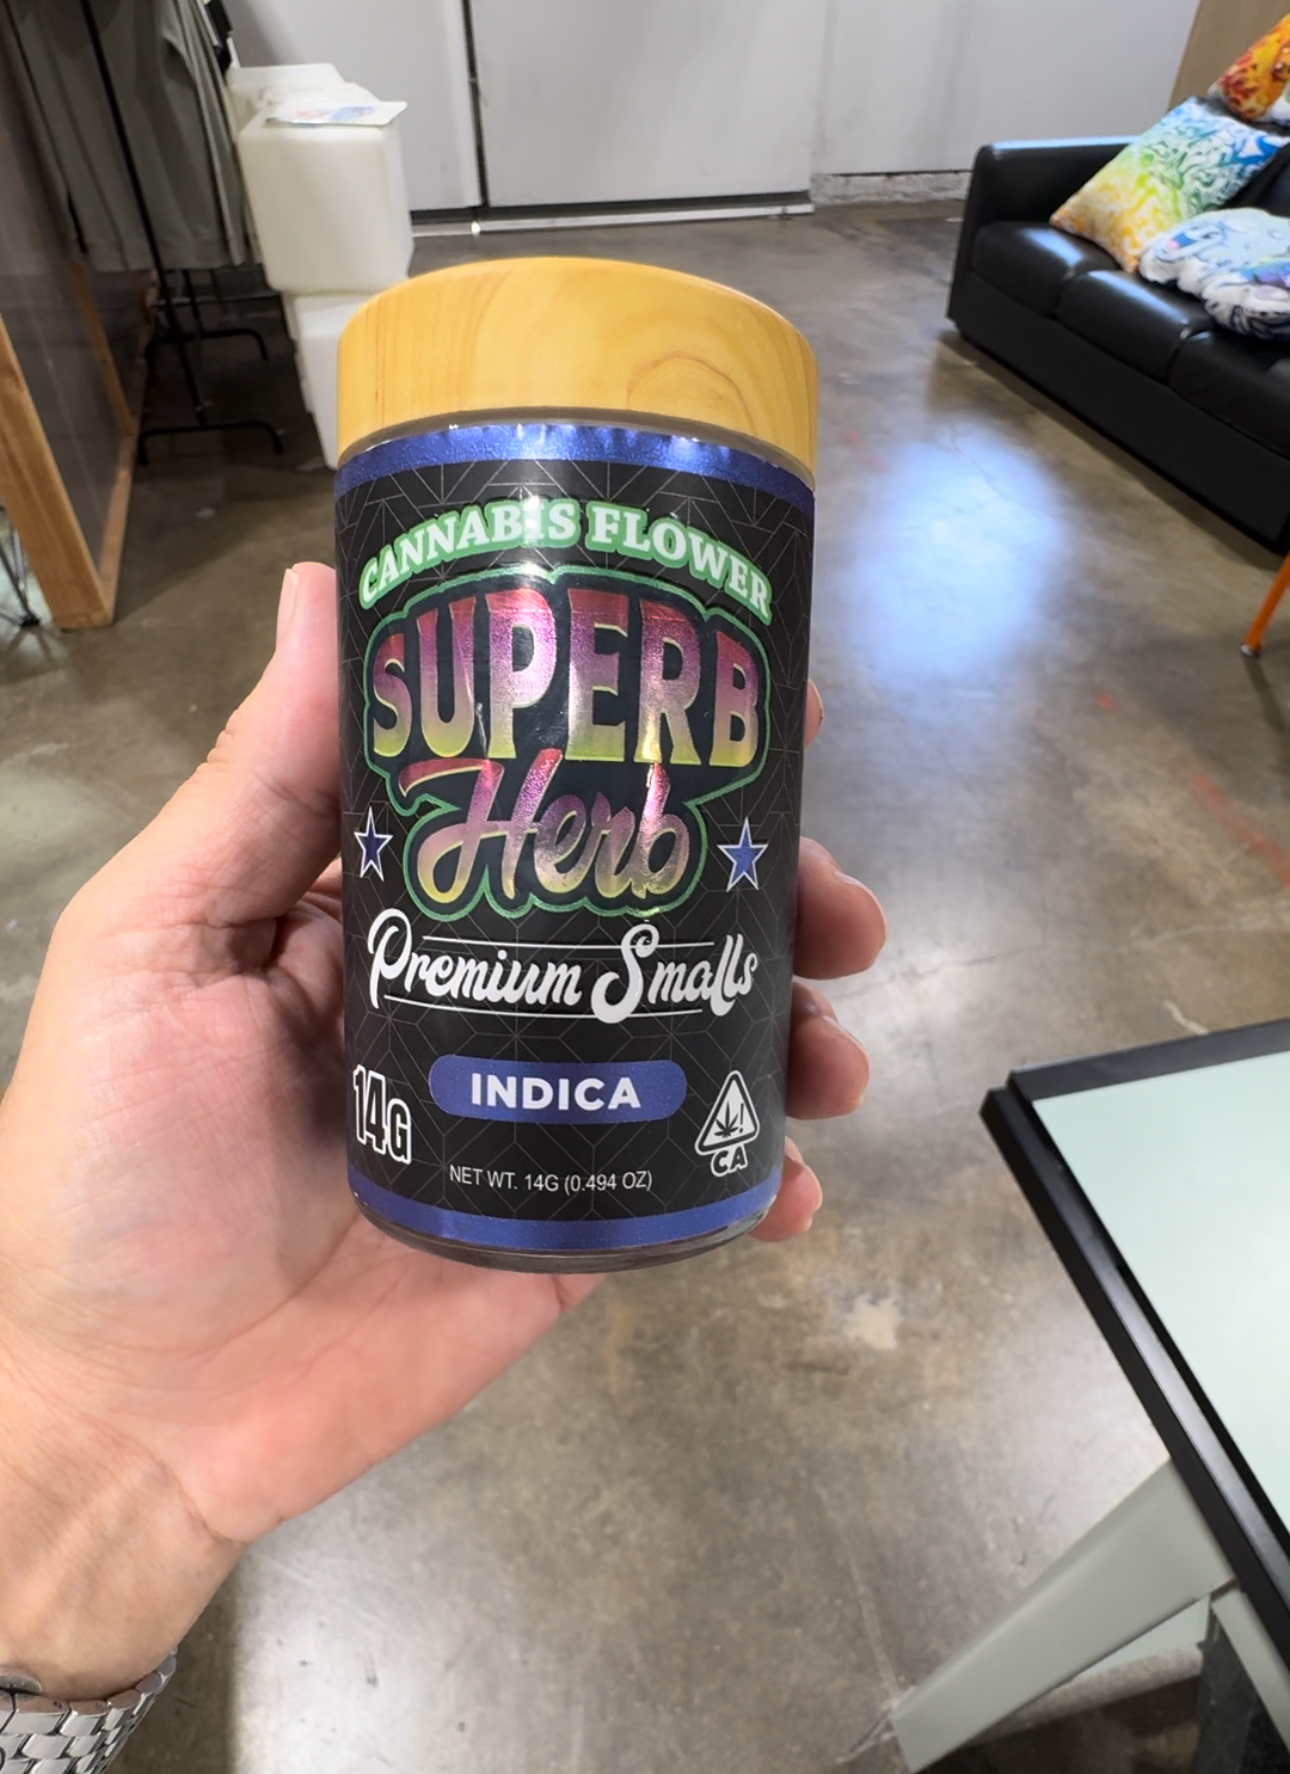 CANNABIS FLOWER
SUPERB
Herb
Premium Smalls
INDICA
14G
CA
NET WT. 14G (0.494 OZ)